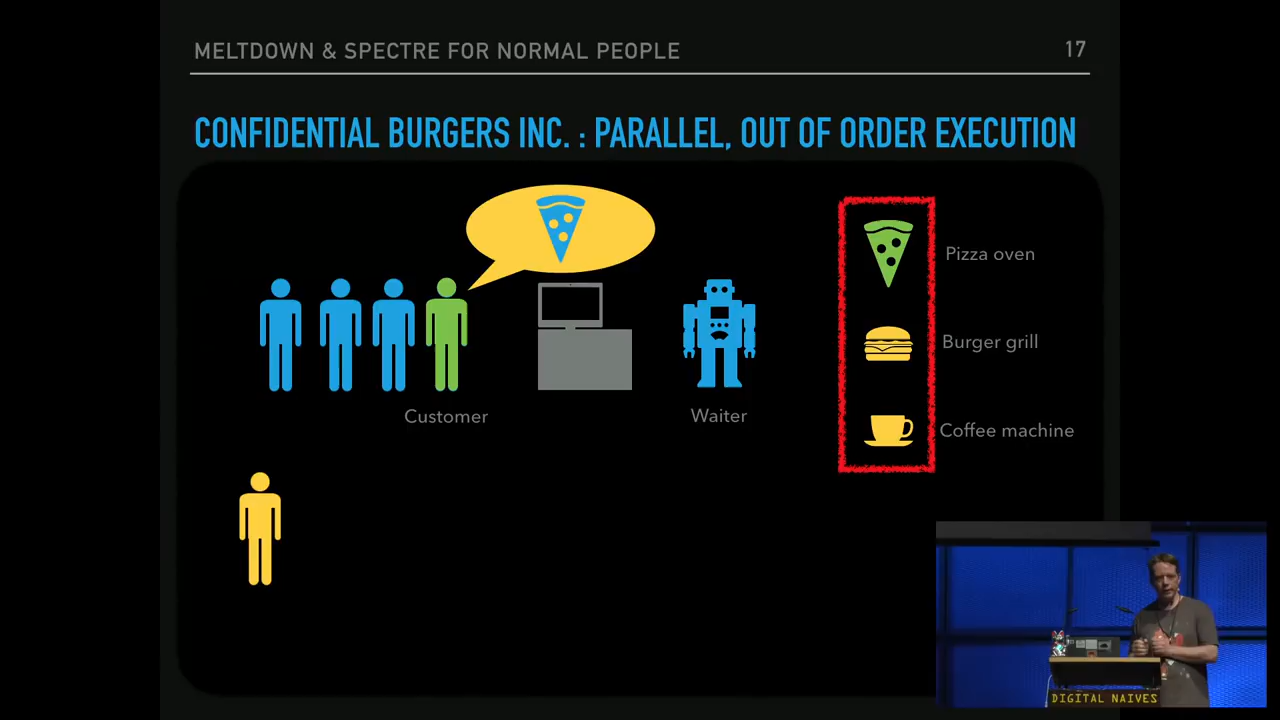 MELTDOWN & SPECTRE FOR NORMAL PEOPLE
17
CONFIDENTIAL BURGERS INC. : PARALLEL, OUT OF ORDER EXECUTION
Pizza oven
Burger grill
Customer
Waiter
Coffee machine
DIGITAL NAIVES